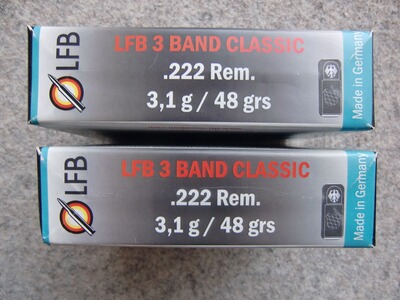 LFB
LFB 3 BAND CLASSIC
.222 Rem.
3,1 g / 48 grs
Made in Germany
LFB
LFB 3 BAND CLASSIC
.222 Rem.
3,1 g / 48 grs
Made in Germany